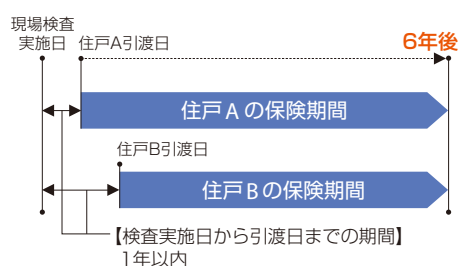 現場検査
実施日
住戸A引渡日
6年後
住戸Aの保険期間
住戸B引渡日
住戸Bの保険期間
【検査実施日から引渡日までの期間】
1年以内